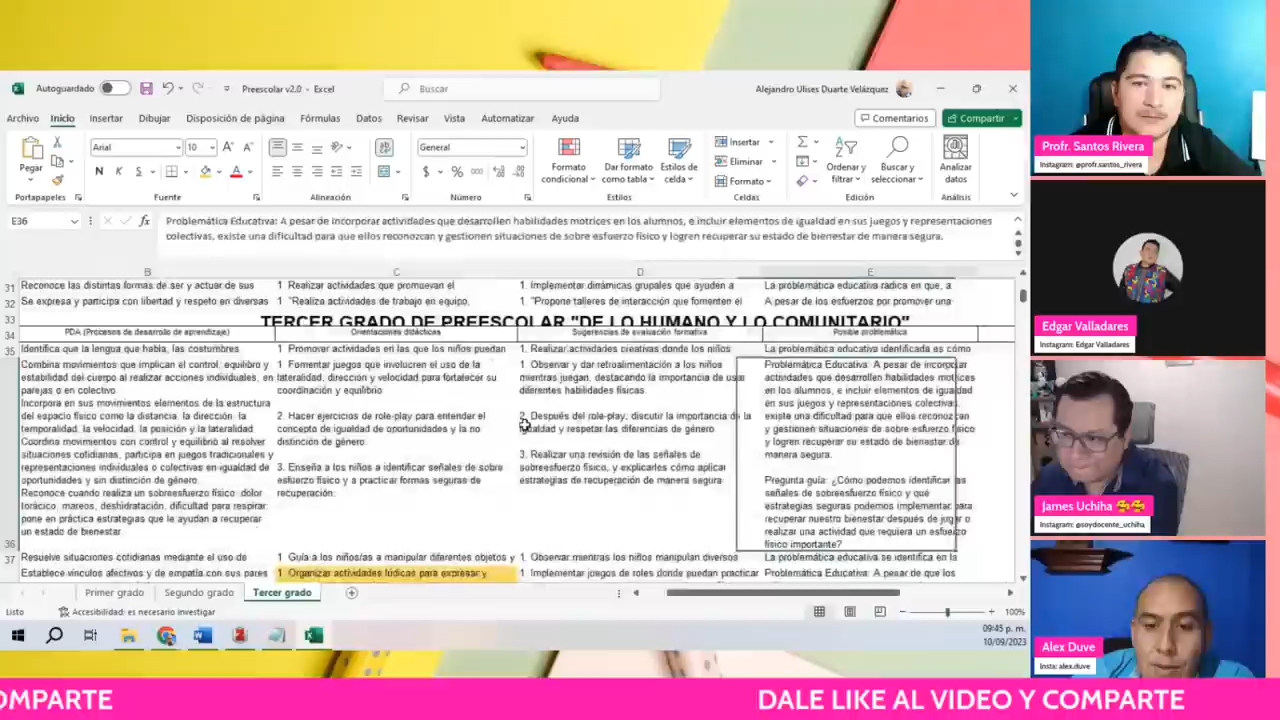 Autoguardado
Preescolar v2.0 - Excel
Buscar
Alejandro Ulises Duarte Velázquez
Archivo Inicio Insertar Dibujar Disposición de página Fórmulas Datos Revisar Vista Automatizar Ayuda
Comentarios
Compartir
Pegar
Arial
10
N K S
General
Formato condicional
Dar formato como tabla
Estilos de celda
Insertar
Eliminar
Formato
Ordenar y filtrar
Buscar y seleccionar
Analizar datos
Portapapeles Fuente Alineación Número Estilos Celdas Edición Análisis
E36
Problemática Educativa: A pesar de incorporar actividades que desarrollen habilidades motrices en los alumnos, e incluir elementos de igualdad en sus juegos y representaciones
colectivas, existe una dificultad para que ellos reconozcan y gestionen situaciones de sobre esfuerzo físico y logren recuperar su estado de bienestar de manera segura.
B C D E
31 Reconoce las distintas formas de ser y actuar de sus
1 Realizar actividades que promuevan el
1. Implementar dinámicas grupales que ayuden a
La problemática educativa radica en que, a
32 Se expresa y participa con libertad y respeto en diversas
1 "Realiza actividades de trabajo en equipo,
1. "Propone talleres de interacción que fomenten el
A pesar de los esfuerzos por promover una
33 TERCER GRADO DE PREESCOLAR "DE LO HUMANO Y LO COMUNITARIO"
34 PDA (Procesos de desarrollo de aprendizaje)
Orientaciones didácticas
Sugerencias de evaluación formativa
Posible problemática
35 Identifica que la lengua que habla, las costumbres
1 Promover actividades en las que los niños puedan
1. Realizar actividades creativas donde los niños
La problemática educativa identificada es cómo
Combina movimientos que implican el control, equilibrio y
estabilidad del cuerpo al realizar acciones individuales, en
parejas o en colectivo.
Incorpora en sus movimientos elementos de la estructura
del espacio físico como la distancia, la dirección, la
temporalidad, la velocidad, la posición y la lateralidad
Coordina movimientos con control y equilibrio al resolver
situaciones cotidianas, participa en juegos tradicionales y
representaciones individuales o colectivas en igualdad de
oportunidades y sin distinción de género.
Reconoce cuando realiza un sobreesfuerzo físico: dolor
torácico, mareos, deshidratación, dificultad para respirar;
pone en práctica estrategias que le ayudan a recuperar
un estado de bienestar.
36
1 Fomentar juegos que involucren el uso de la
lateralidad, dirección y velocidad para fortalecer su
coordinación y equilibrio
2. Hacer ejercicios de role-play para entender el
concepto de igualdad de oportunidades y la no
distinción de género.
3. Enseña a los niños a identificar señales de sobre
esfuerzo físico y a practicar formas seguras de
recuperación.
1. Observar y dar retroalimentación a los niños
mientras juegan, destacando la importancia de usar
diferentes habilidades físicas.
2. Después del role-play, discutir la importancia de la
igualdad y respetar las diferencias de género
3. Realizar una revisión de las señales de
sobreesfuerzo físico, y explicarles cómo aplicar
estrategias de recuperación de manera segura
Problemática Educativa: A pesar de incorporar
actividades que desarrollen habilidades motrices
en los alumnos, e incluir elementos de igualdad
en sus juegos y representaciones colectivas,
existe una dificultad para que ellos reconozcan
y gestionen situaciones de sobre esfuerzo físico
y logren recuperar su estado de bienestar de
manera segura.
Pregunta guía: ¿Cómo podemos identificar las
señales de sobreesfuerzo físico y qué
estrategias seguras podemos implementar para
recuperar nuestro bienestar después de jugar o
realizar una actividad que requiera un esfuerzo
físico importante?
37 Resuelve situaciones cotidianas mediante el uso de
1 Guía a los niños/as a manipular diferentes objetos y
1. Observar mientras los niños manipulan diversos
La problemática educativa se identifica en la
Establece vínculos afectivos y de empatía con sus pares
1 Organizar actividades lúdicas para expresar y
1 Implementar juegos de roles donde puedan practicar
Problemática Educativa: A pesar de que los
Primer grado Segundo grado Tercer grado
Listo
Accesibilidad: es necesario investigar
100%
09:45 p. m.
10/09/2023
Profr. Santos Rivera
Instagram: @profr.santos_rivera
Edgar Valladares
Instagram: Edgar Valladares
James Uchiha 🥰🥰
Instagram: @soydocente_uchiha
Alex Duve
Insta: alex.duve
OMPARTE
DALE LIKE AL VIDEO Y COMPARTE